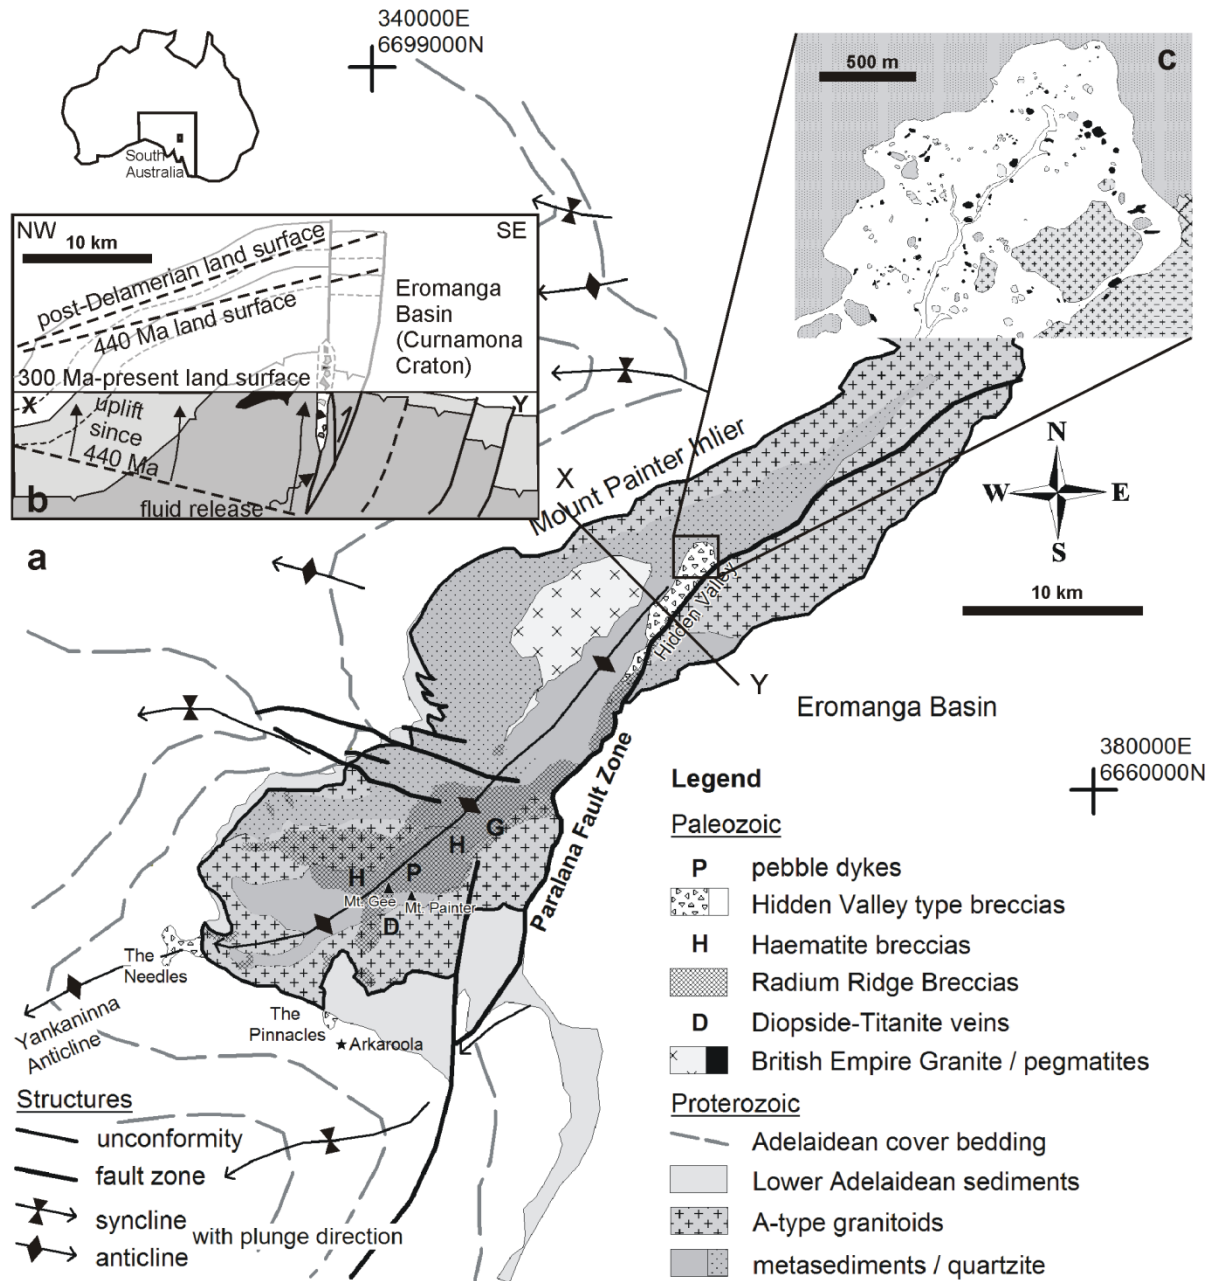 340000E
6699000N
South
Australia
500 m
c
NW
SE
10 km
post-Delamerian land surface
440 Ma land surface
Eromanga
Basin
(Curnamona
Craton)
300 Ma-present land surface
X
Y
uplift
since
440 Ma
fluid release
b
a
Mount Painter Inlier
X
Y
N
W
E
S
10 km
Hidden Valley
Eromanga Basin
380000E
6660000N
Paralana Fault Zone
G
H
H
P
Mt. Gee
Mt. Painter
D
The
Needles
Yankaninna
Anticline
The
Pinnacles
Arkaroola
Structures
unconformity
fault zone
syncline
with plunge direction
anticline
Legend
Paleozoic
P pebble dykes
Hidden Valley type breccias
H Haematite breccias
Radium Ridge Breccias
D Diopside-Titanite veins
British Empire Granite / pegmatites
Proterozoic
Adelaidean cover bedding
Lower Adelaidean sediments
A-type granitoids
metasediments / quartzite